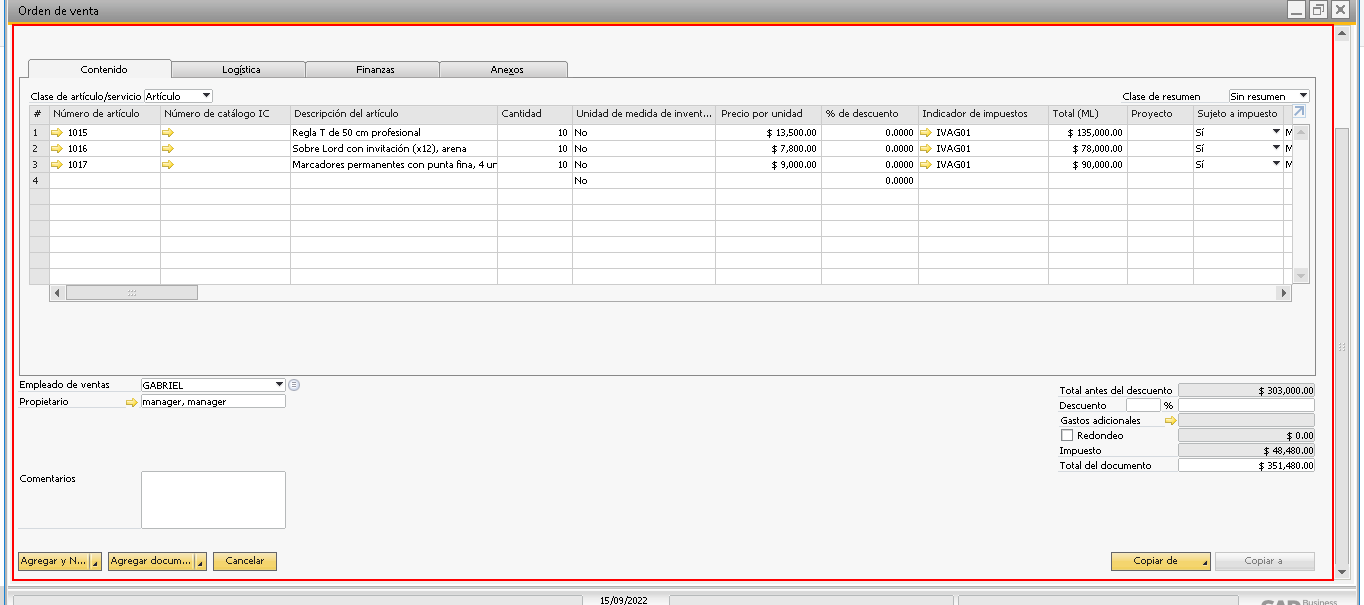 Orden de venta
Contenido Logística Finanzas Anexos
Clase de artículo/servicio Artículo Clase de resumen Sin resumen
# Número de artículo Número de catálogo IC Descripción del artículo Cantidad Unidad de medida de invent... Precio por unidad % de descuento Indicador de impuestos Total (ML) Proyecto Sujeto a impuesto
1 1015 Regla T de 50 cm profesional 10 No $ 13,500.00 0.0000 IVAG01 $ 135,000.00 Sí M
2 1016 Sobre Lord con invitación (x12), arena 10 No $ 7,800.00 0.0000 IVAG01 $ 78,000.00 Sí M
3 1017 Marcadores permanentes con punta fina, 4 ur 10 No $ 9,000.00 0.0000 IVAG01 $ 90,000.00 Sí M
4 No 0.0000
Empleado de ventas GABRIEL
Propietario manager, manager
Total antes del descuento $ 303,000.00
Descuento %
Gastos adicionales
Redondeo $ 0.00
Impuesto $ 48,480.00
Total del documento $ 351,480.00
Comentarios
Agregar y N... Agregar docum... Cancelar Copiar de Copiar a
15/09/2022 Business